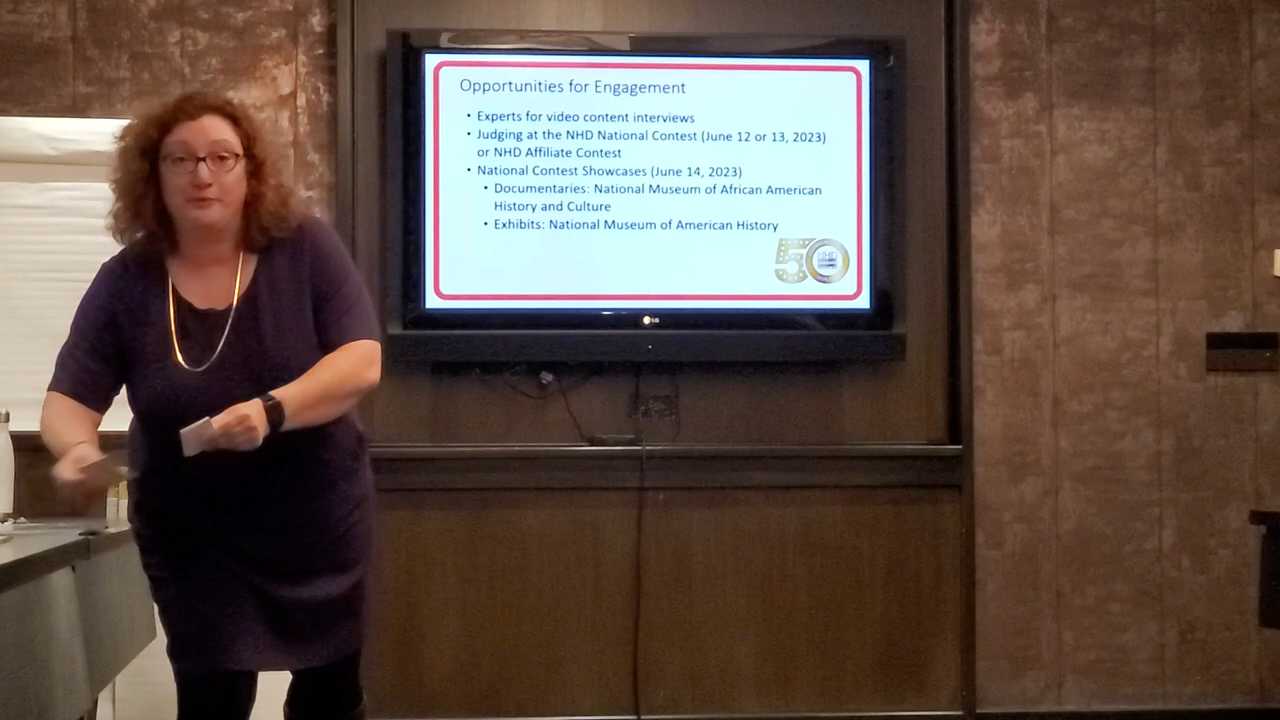 Opportunities for Engagement
• Experts for video content interviews
• Judging at the NHD National Contest (June 12 or 13, 2023)
or NHD Affiliate Contest
• National Contest Showcases (June 14, 2023)
• Documentaries: National Museum of African American
History and Culture
• Exhibits: National Museum of American History
50
NHD
LG